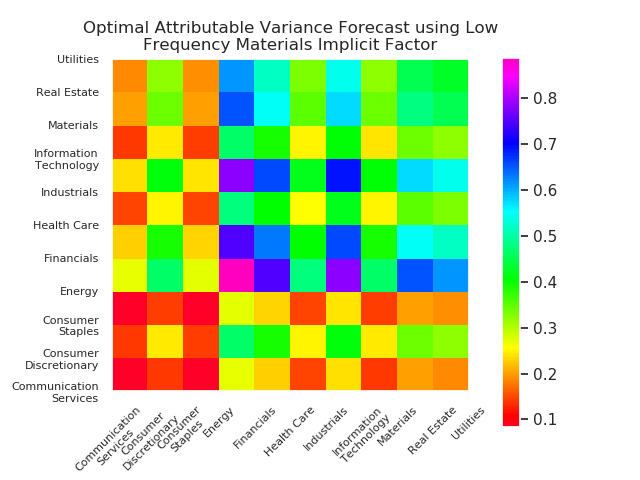 Optimal Attributable Variance Forecast using Low
Frequency Materials Implicit Factor
Utilities
Real Estate
Materials
Information
Technology
Industrials
Health Care
Financials
Energy
Consumer
Staples
Consumer
Discretionary
Communication
Services
Communication
Services
Consumer
Discretionary
Consumer
Staples
Energy
Financials
Health Care
Industrials
Information
Technology
Materials
Real Estate
Utilities
0.8
0.7
0.6
0.5
0.4
0.3
0.2
0.1